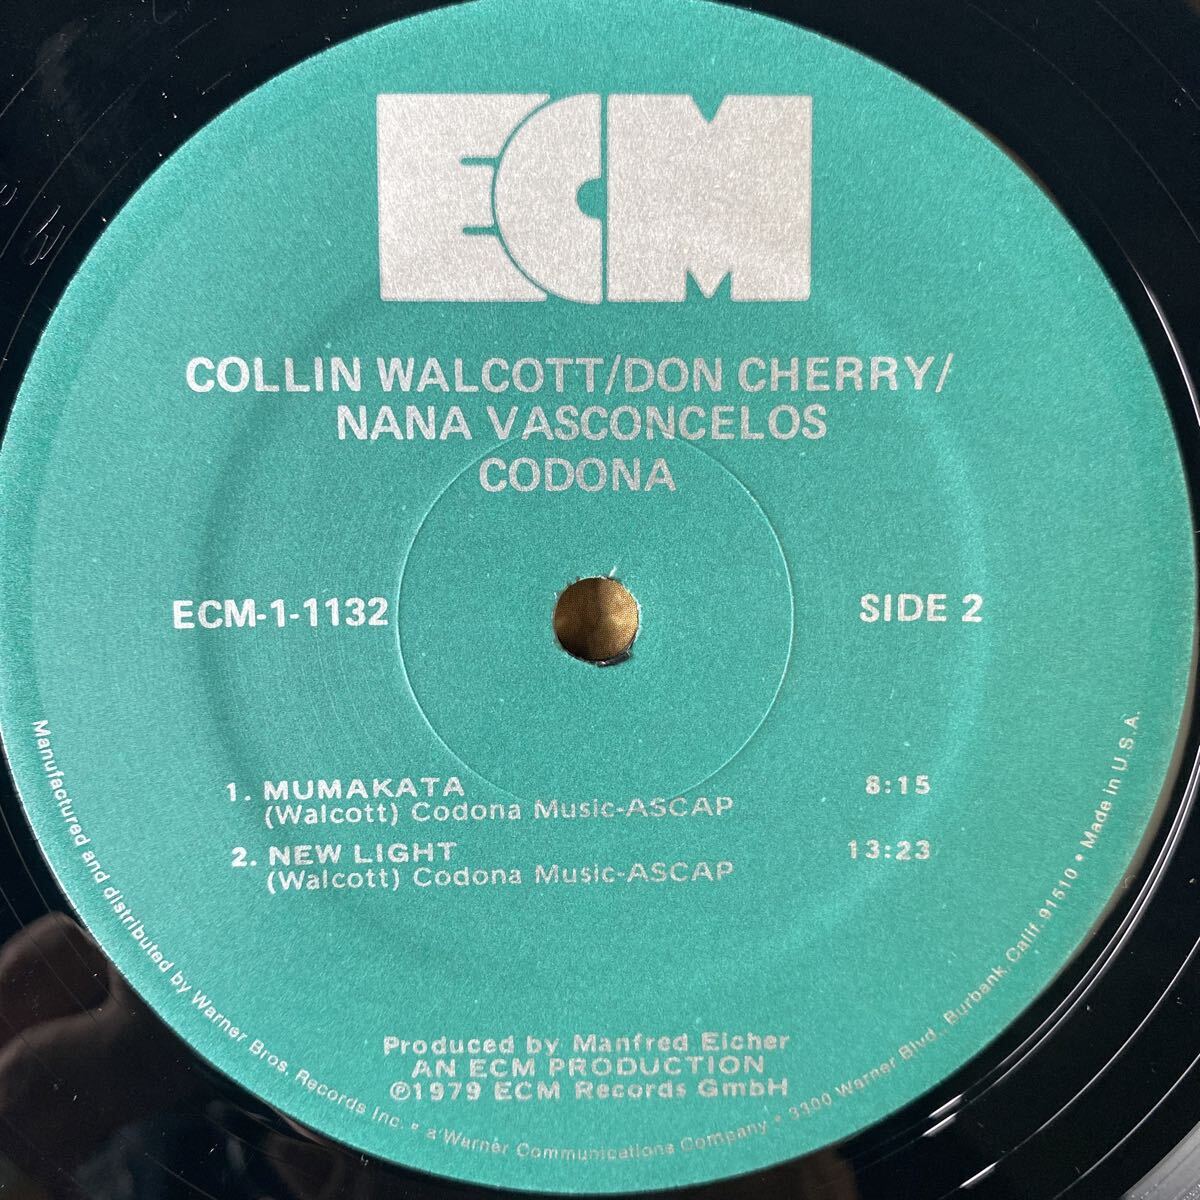 ECM
COLLIN WALCOTT/DON CHERRY/
NANA VASCONCELOS
CODONA
ECM-1-1132
SIDE 2
1. MUMAKATA 8:15
(Walcott) Codona Music-ASCAP
2. NEW LIGHT 13:23
(Walcott) Codona Music-ASCAP
Produced by Manfred Eicher
AN ECM PRODUCTION
℗1979 ECM Records GmbH
Manufactured and distributed by Warner Bros. Records Inc. • a Warner Communications Company • 3300 Warner Blvd., Burbank, Calif. 91510 • Made in U.S.A.